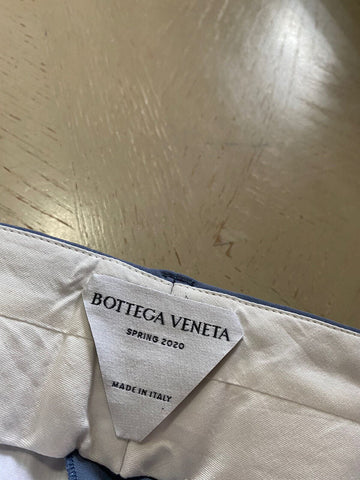 BOTTEGA VENETA
SPRING 2020
MADE IN ITALY